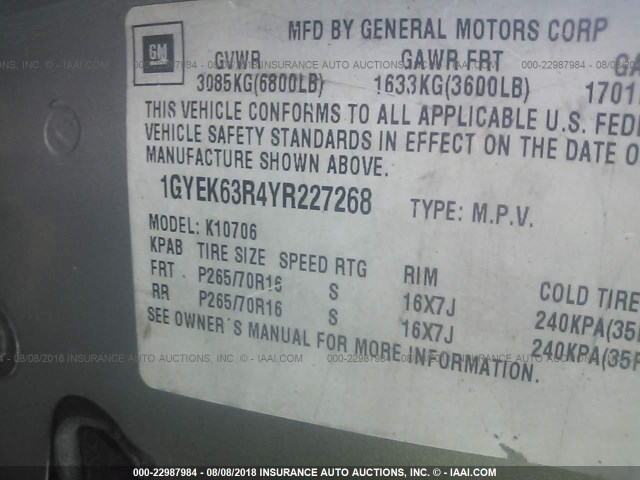 MFD BY GENERAL MOTORS CORP
GM
GVWR GAWR FRT
3085KG(6800LB) 1633KG(3600LB) 1701
THIS VEHICLE CONFORMS TO ALL APPLICABLE U.S. FED
VEHICLE SAFETY STANDARDS IN EFFECT ON THE DATE O
MANUFACTURE SHOWN ABOVE.
1GYEK63R4YR227268 TYPE: M.P.V.
MODEL: K10706
KPAB TIRE SIZE SPEED RTG RIM COLD TIRE
FRT P265/70R16 S 16X7J 240KPA(35
RR P265/70R16 S 16X7J 240KPA(35
SEE OWNER'S MANUAL FOR MORE INFORMATION.
000-22987984 - 08/08/2018 INSURANCE AUTO AUCTIONS, INC. - © - IAAI.COM